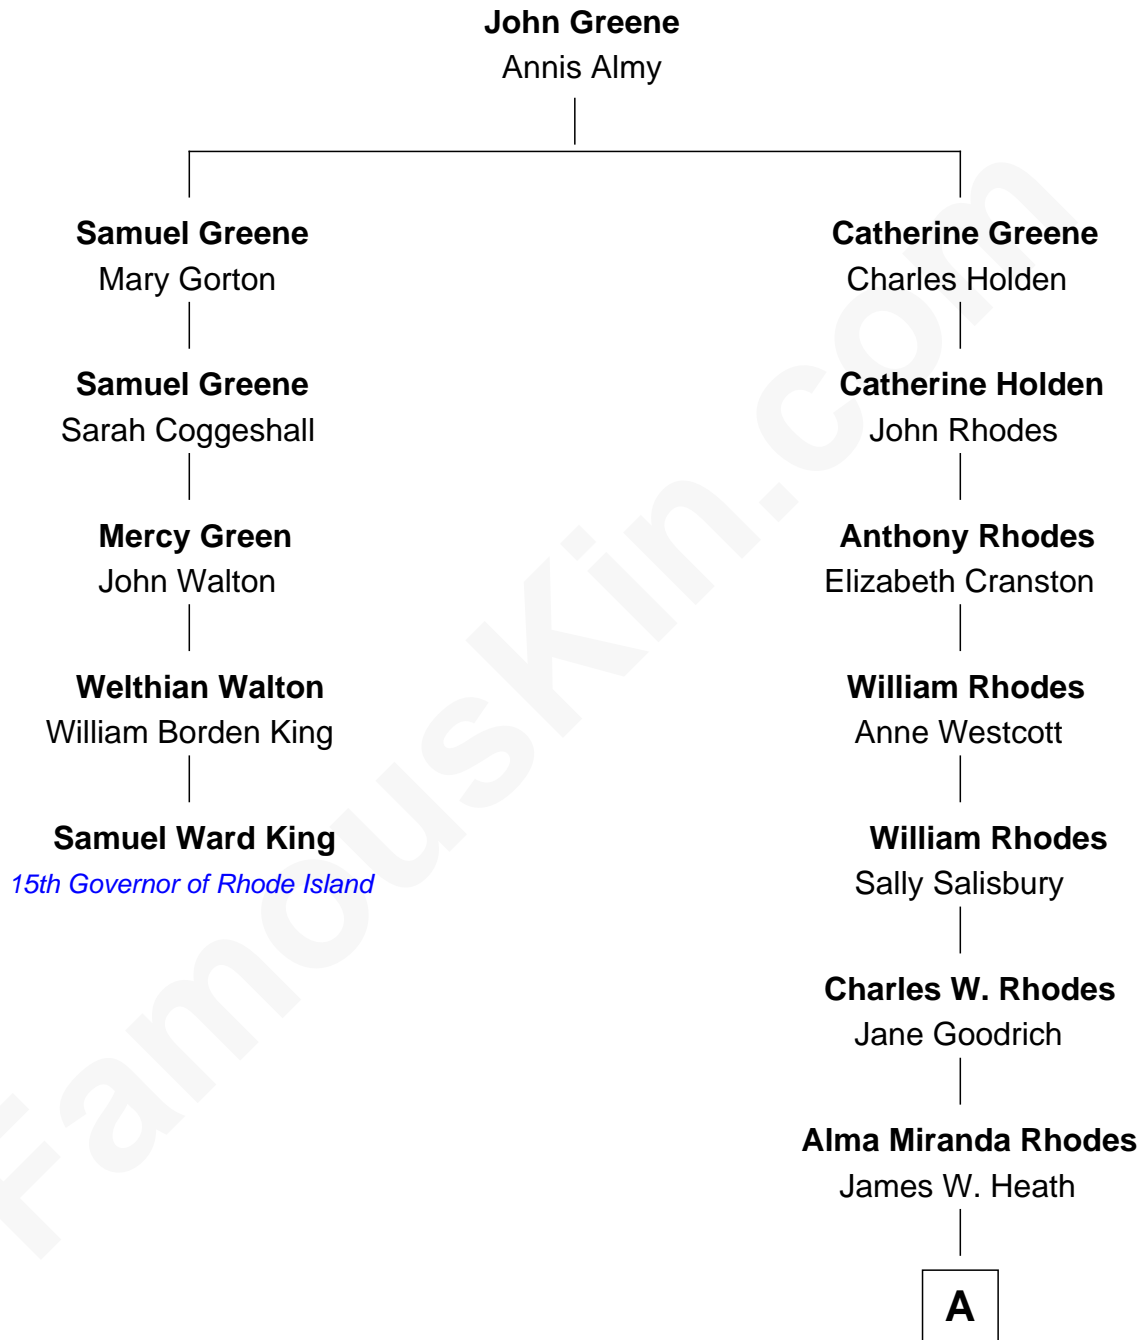 John Greene
Annis Almy
Samuel Greene
Mary Gorton
Catherine Greene
Charles Holden
Samuel Greene
Sarah Coggeshall
Catherine Holden
John Rhodes
Mercy Green
John Walton
Anthony Rhodes
Elizabeth Cranston
Welthian Walton
William Borden King
William Rhodes
Anne Westcott
Samuel Ward King
15th Governor of Rhode Island
William Rhodes
Sally Salisbury
Charles W. Rhodes
Jane Goodrich
Alma Miranda Rhodes
James W. Heath
A
FamousKin.com